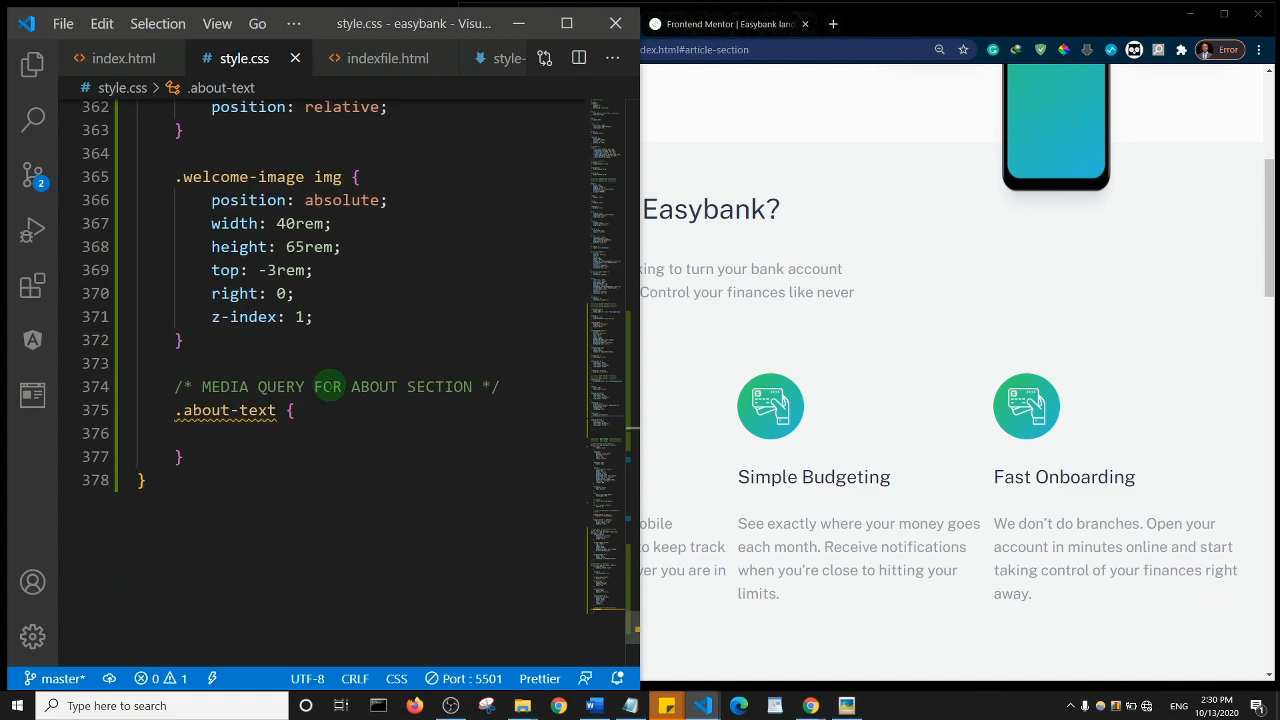 File Edit Selection View Go ··· style.css - easybank - Visu...
index.html style.css indexfile.html style-
# style.css > .about-text
362 position: relative;
363 }
364
365 .welcome-image img {
366 position: absolute;
367 width: 40rem;
368 height: 65rem;
369 top: -3rem;
370 right: 0;
371 z-index: 1;
372 }
373
374 /* MEDIA QUERY FOR ABOUT SECTION */
375 .about-text {
376
377
378 }
master* 0 1 UTF-8 CRLF CSS Port : 5501 Prettier
Frontend Mentor | Easybank lan
dex.html#article-section
Error
Easybank?
king to turn your bank account
Control your finances like never
Simple Budgeting
Fast Onboarding
obile
to keep track
ver you are in
See exactly where your money goes
each month. Receive notifications
when you're close to hitting your
limits.
We don't do branches. Open your
account in minutes online and start
taking control of your finances right
away.
Type here to search
ENG
2:30 PM
10/13/2020